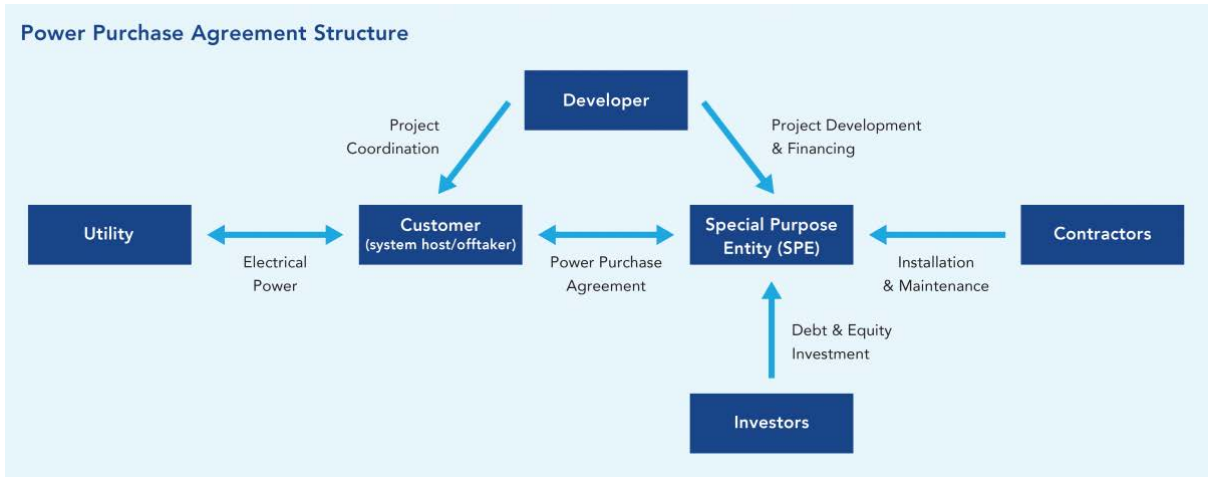 Power Purchase Agreement Structure
Developer
Project
Coordination
Project Development
& Financing
Utility
Electrical
Power
Customer
(system host/offtaker)
Power Purchase
Agreement
Special Purpose
Entity (SPE)
Installation
& Maintenance
Contractors
Debt & Equity
Investment
Investors